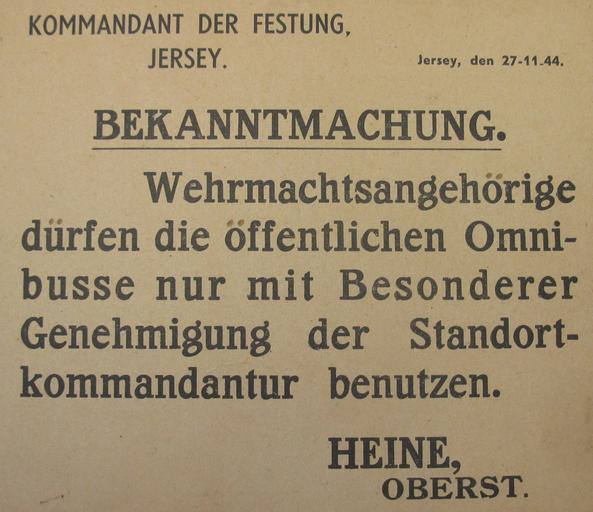 KOMMANDANT DER FESTUNG,
JERSEY.
Jersey, den 27-11-44.
BEKANNTMACHUNG.
Wehrmachtsangehörige
dürfen die öffentlichen Omni-
busse nur mit Besonderer
Genehmigung der Standort-
kommandantur benutzen.
HEINE,
OBERST.